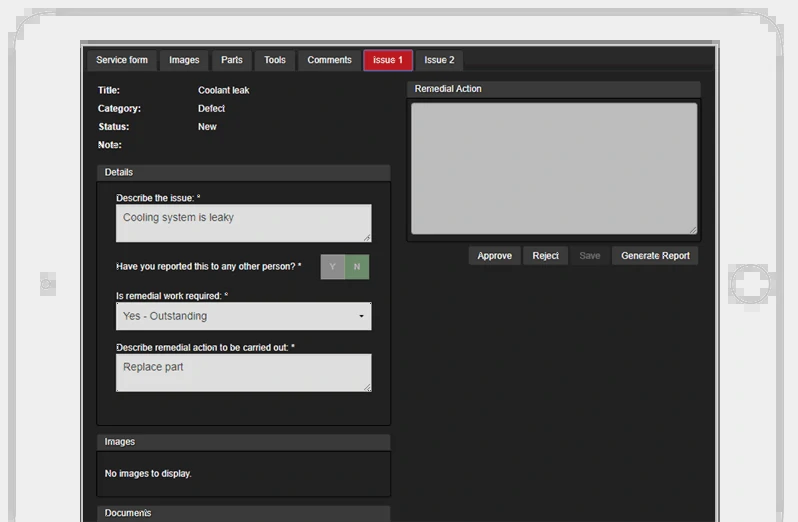 Service form Images Parts Tools Comments Issue 1 Issue 2
Title: Coolant leak
Category: Defect
Status: New
Note:
Details
Describe the issue: *
Cooling system is leaky
Have you reported this to any other person? * Y N
Is remedial work required: *
Yes - Outstanding
Describe remedial action to be carried out: *
Replace part
Images
No images to display.
Documents
Remedial Action
Approve Reject Save Generate Report